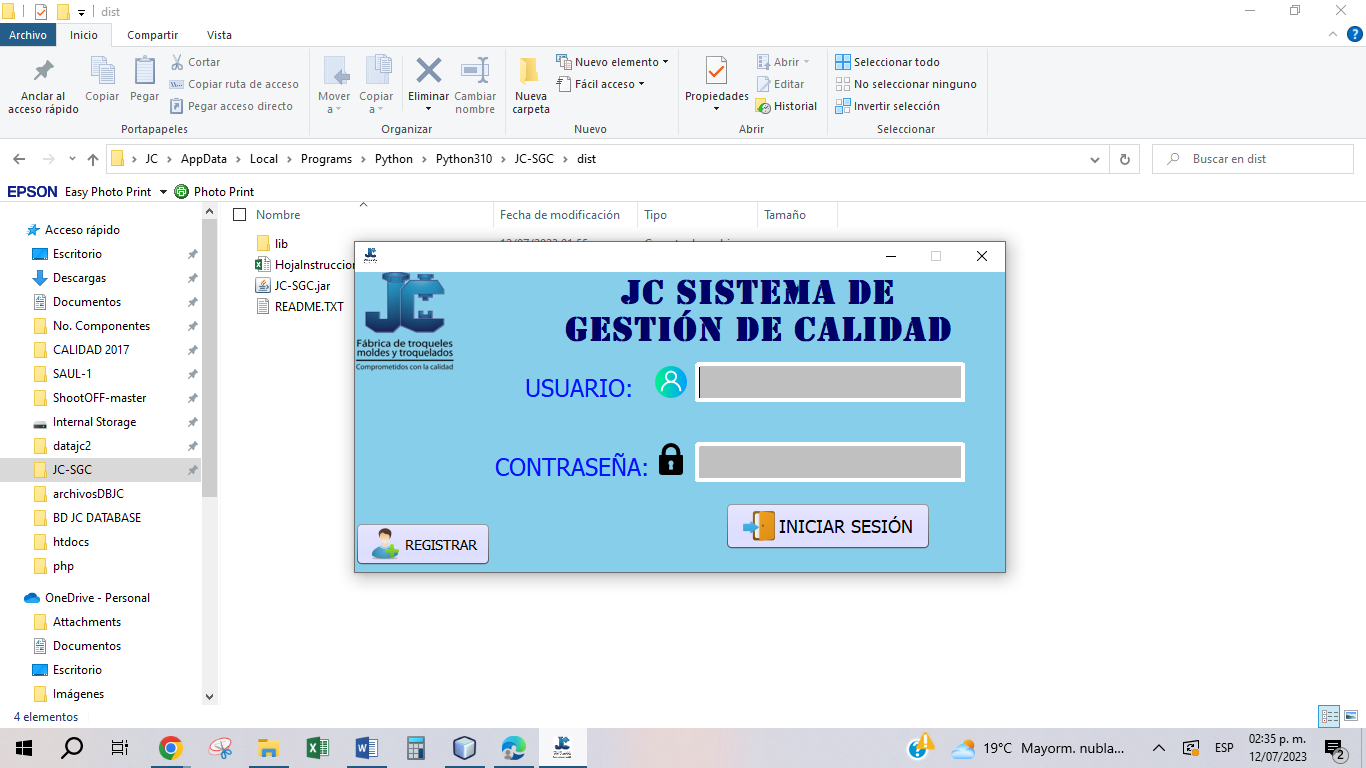 dist
Archivo Inicio Compartir Vista
Anclar al acceso rápido
Copiar
Pegar
Cortar
Copiar ruta de acceso
Pegar acceso directo
Portapapeles
Mover a
Copiar a
Eliminar
Cambiar nombre
Organizar
Nueva carpeta
Nuevo elemento
Fácil acceso
Nuevo
Propiedades
Abrir
Editar
Historial
Abrir
Seleccionar todo
No seleccionar ninguno
Invertir selección
Seleccionar
JC > AppData > Local > Programs > Python > Python310 > JC-SGC > dist
Buscar en dist
EPSON Easy Photo Print Photo Print
Nombre Fecha de modificación Tipo Tamaño
Acceso rápido
Escritorio
Descargas
Documentos
No. Componentes
CALIDAD 2017
SAUL-1
ShootOFF-master
Internal Storage
datajc2
JC-SGC
archivosDBJC
BD JC DATABASE
htdocs
php
OneDrive - Personal
Attachments
Documentos
Escritorio
Imágenes
lib
HojaInstruccion
JC-SGC.jar
README.TXT
JC SISTEMA DE
GESTIÓN DE CALIDAD
Fábrica de troqueles
moldes y troquelados
Comprometidos con la calidad
USUARIO:
CONTRASEÑA:
INICIAR SESIÓN
REGISTRAR
4 elementos
19°C Mayorm. nubla...
ESP
02:35 p. m.
12/07/2023
2